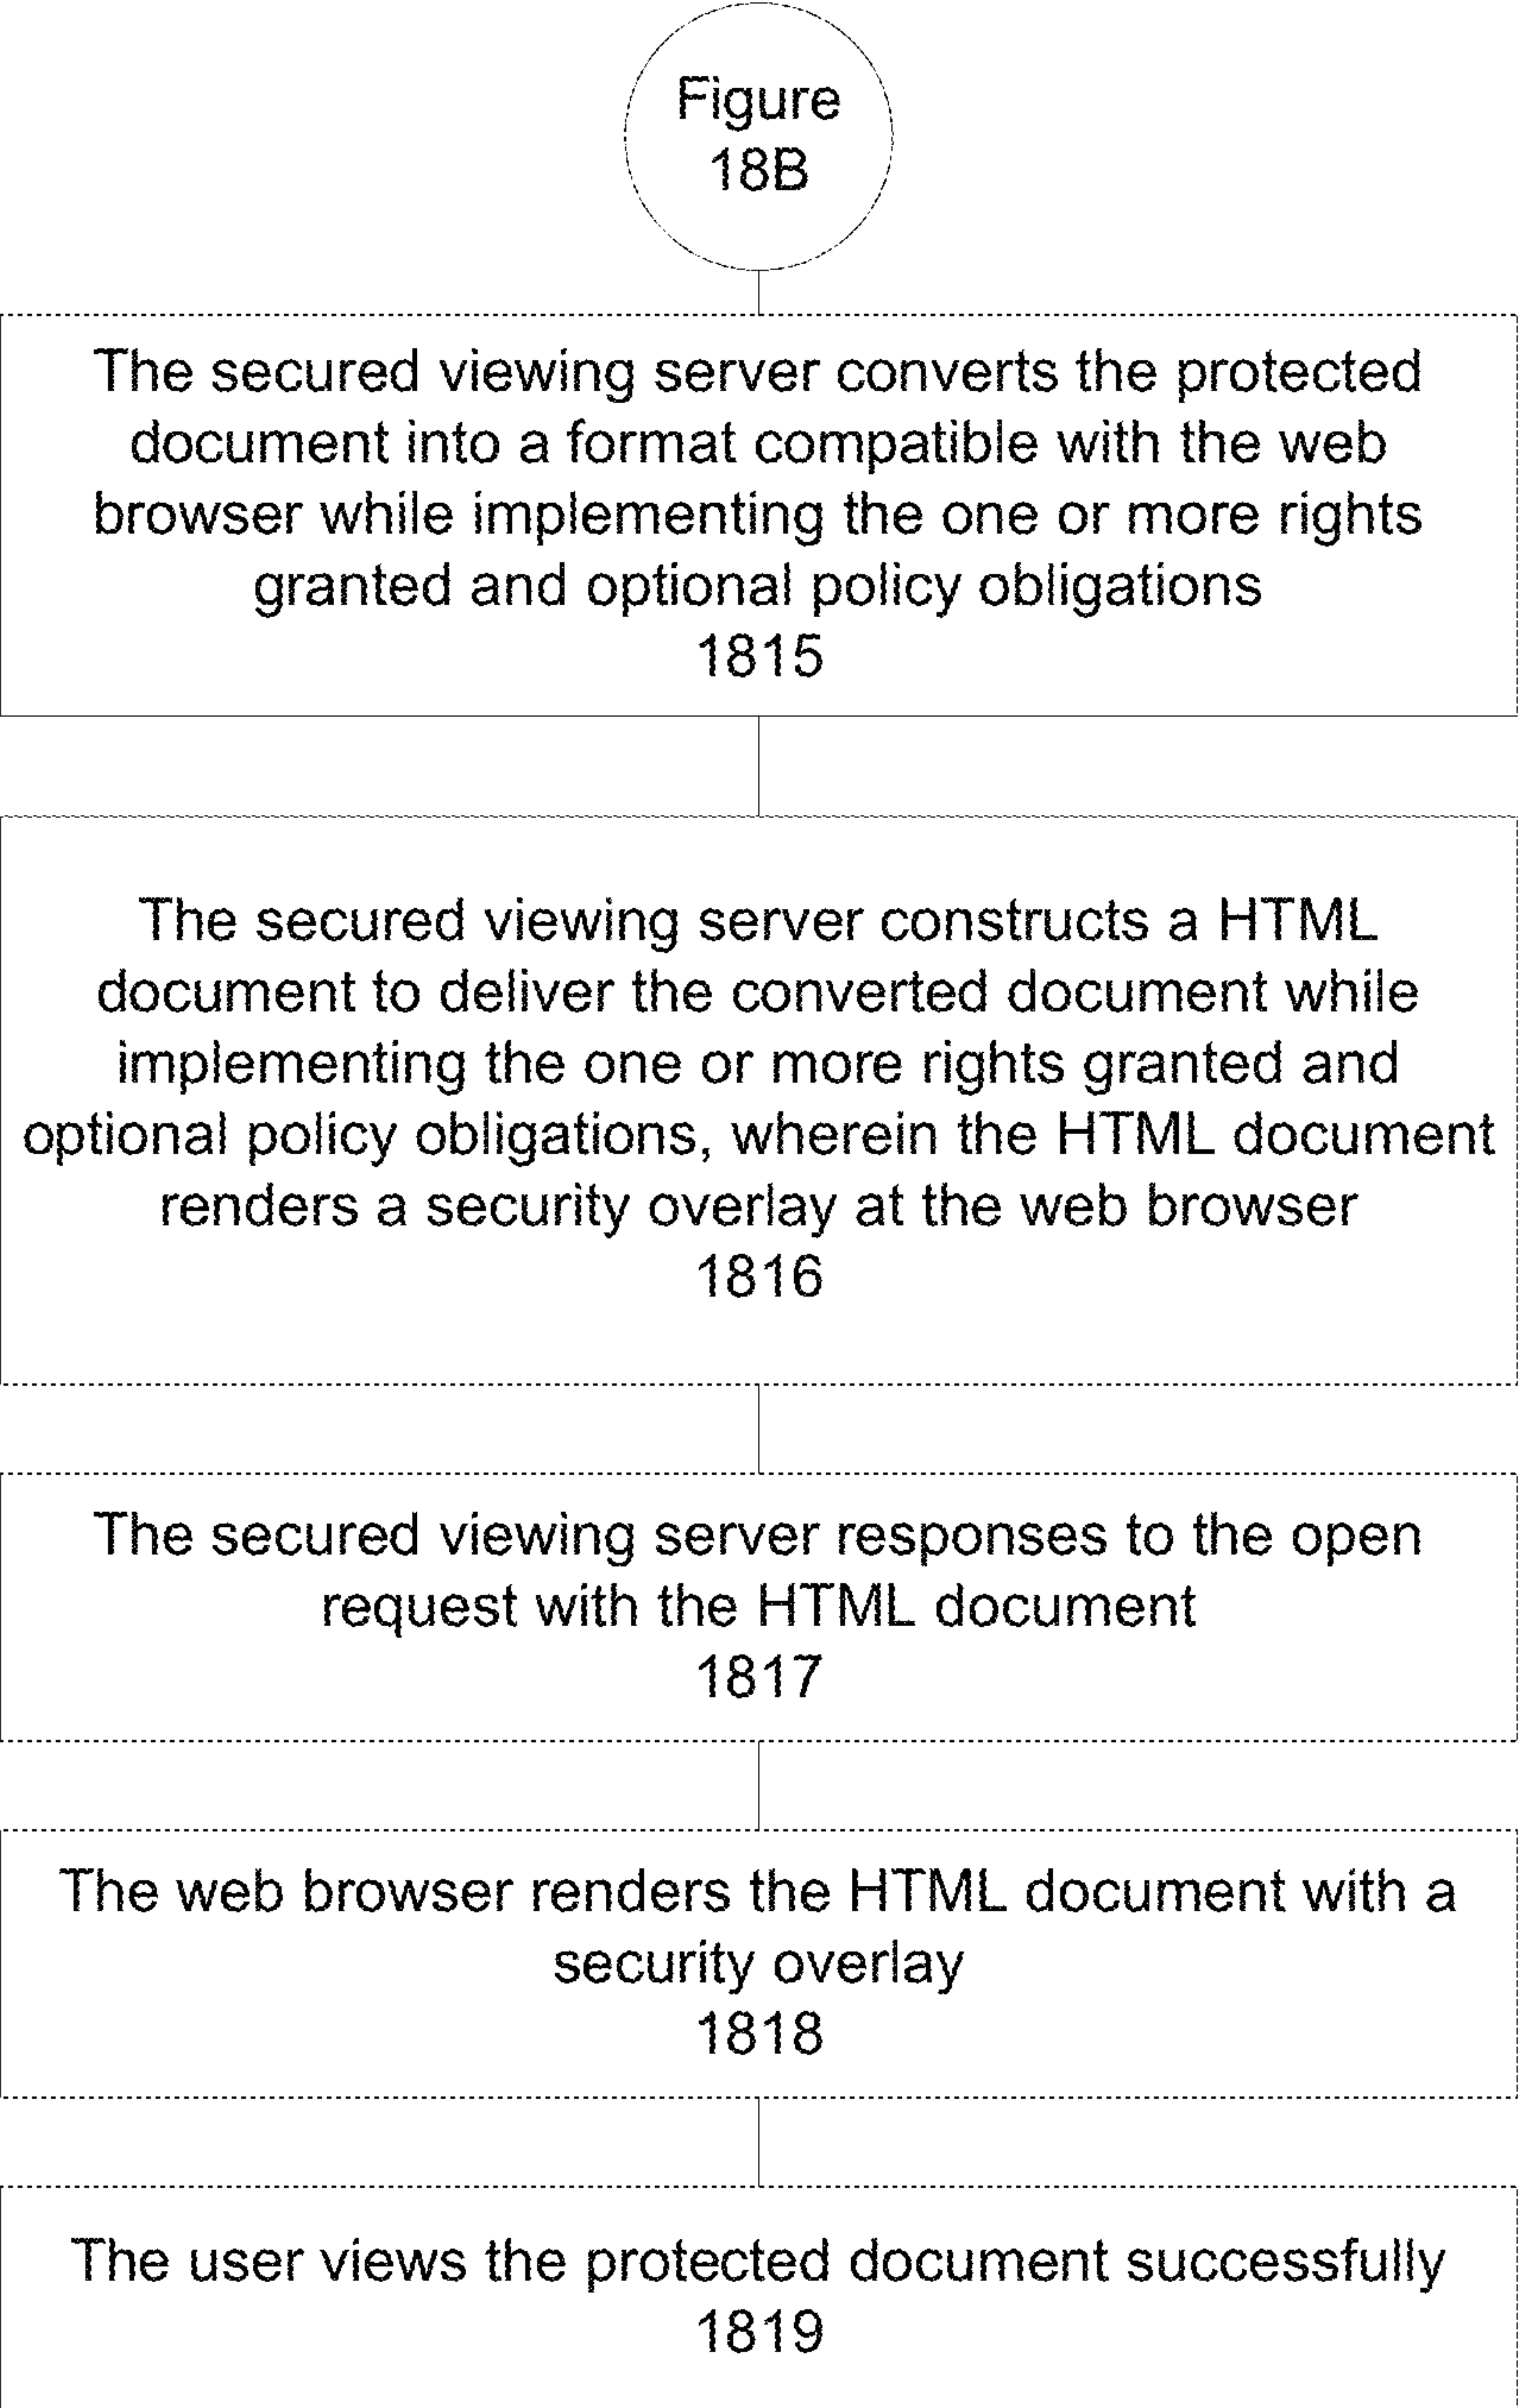 Figure
18B
The secured viewing server converts the protected
document into a format compatible with the web
browser while implementing the one or more rights
granted and optional policy obligations
1815
The secured viewing server constructs a HTML
document to deliver the converted document while
implementing the one or more rights granted and
optional policy obligations, wherein the HTML document
renders a security overlay at the web browser
1816
The secured viewing server responses to the open
request with the HTML document
1817
The web browser renders the HTML document with a
security overlay
1818
The user views the protected document successfully
1819